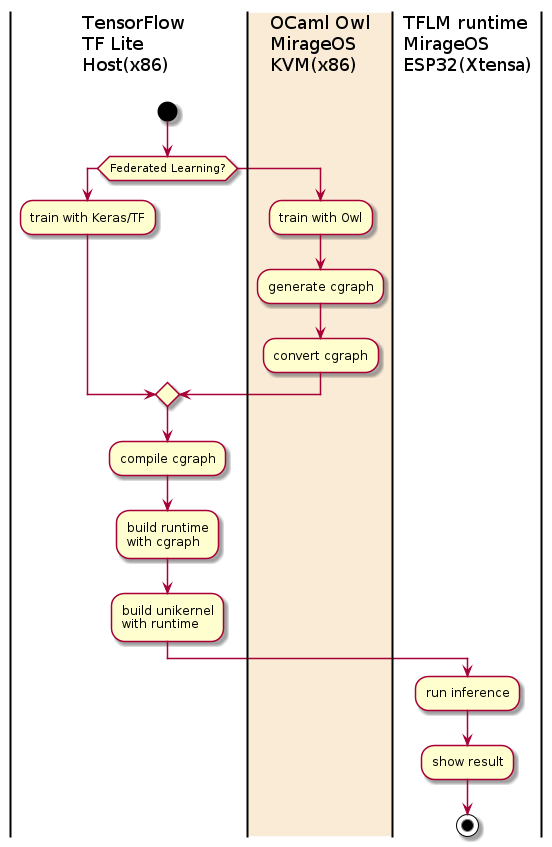 TensorFlow
TF Lite
Host(x86)
OCaml Owl
MirageOS
KVM(x86)
TFLM runtime
MirageOS
ESP32(Xtensa)
Federated Learning?
train with Keras/TF
train with Owl
generate cgraph
convert cgraph
compile cgraph
build runtime
with cgraph
build unikernel
with runtime
run inference
show result